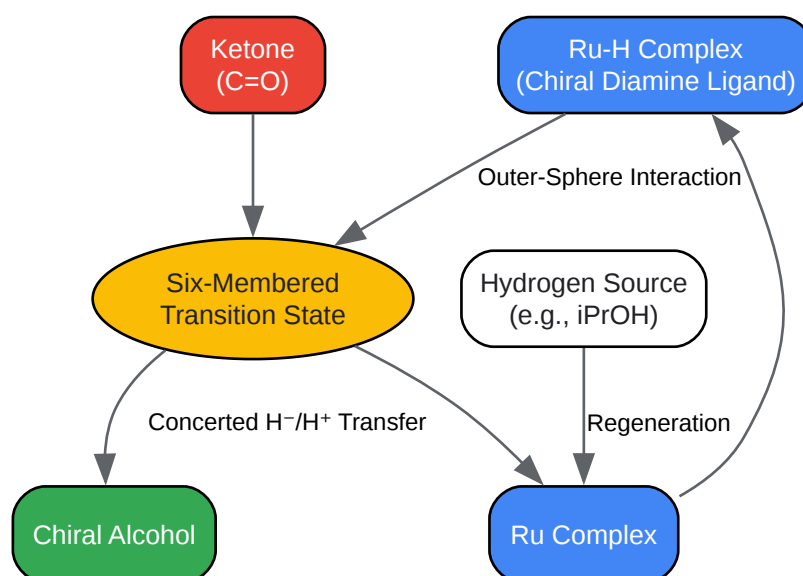 Ketone
(C=O)
Ru-H Complex
(Chiral Diamine Ligand)
Outer-Sphere Interaction
Six-Membered
Transition State
Hydrogen Source
(e.g., iPrOH)
Concerted H⁻/H⁺ Transfer
Regeneration
Chiral Alcohol
Ru Complex